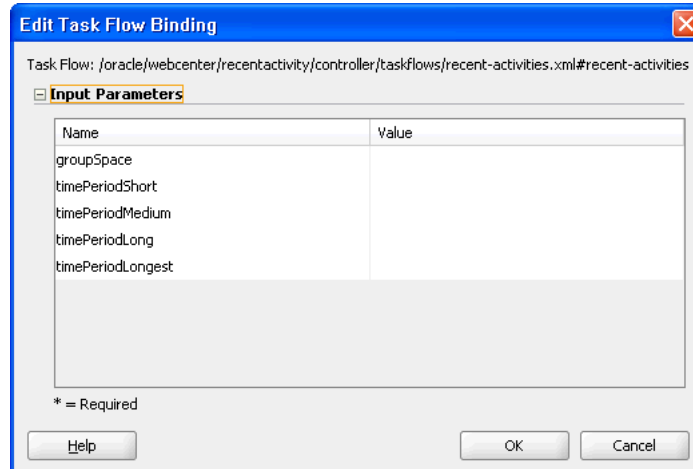 Edit Task Flow Binding
Task Flow: /oracle/webcenter/recentactivity/controller/taskflows/recent-activities.xml#recent-activities
Input Parameters
Name Value
groupSpace
timePeriodShort
timePeriodMedium
timePeriodLong
timePeriodLongest
* = Required
Help OK Cancel